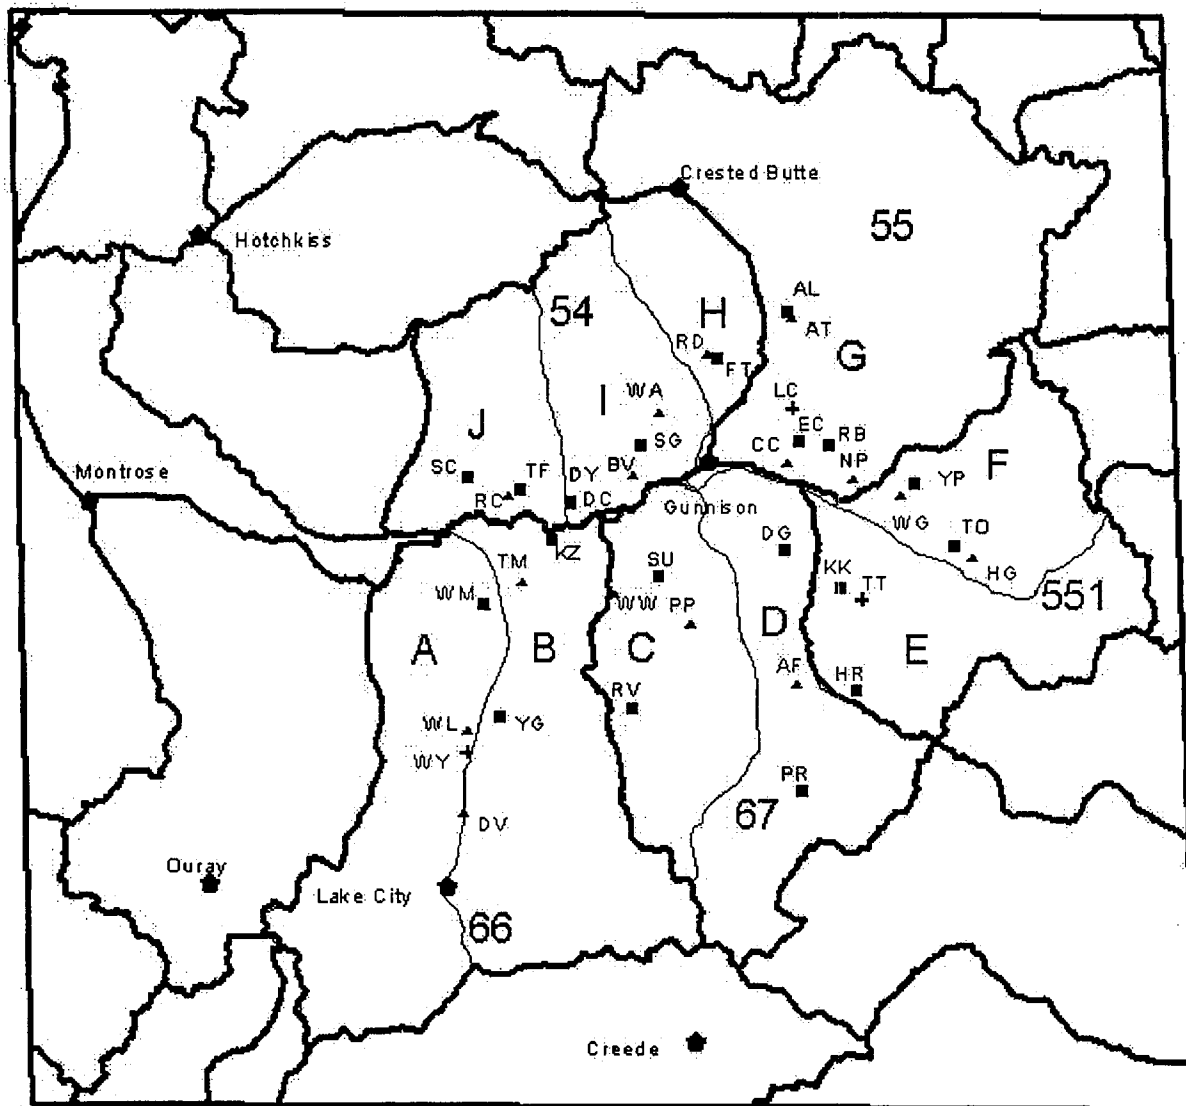 Crested Butte
55
Hotchkiss
AL
54
H
AT
RD
G
FT
WA
LC
I
J
EC
RB
SG
CC
Montrose
NP
F
SC
TF
DY
BV
YP
RC
DC
Gunnison
WG
DG
TO
KZ
TM
SU
HG
KK
TT
WM
WW
PP
551
D
A
B
C
E
AF
HR
RV
WL
YG
WY
PR
67
DV
Ouray
Lake City
66
Creede